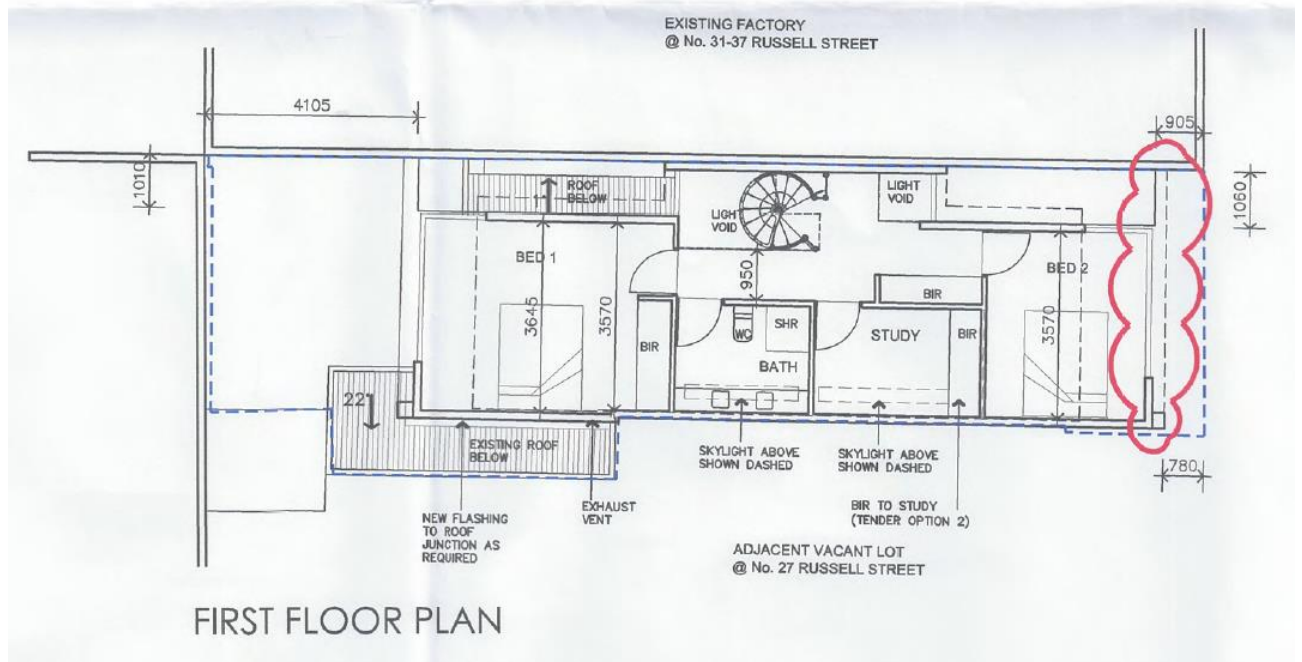 EXISTING FACTORY
@ No. 31-37 RUSSELL STREET
4105
905
1010
1060
ROOF
BELOW
LIGHT
VOID
LIGHT
VOID
BED 1
3645
3570
950
BIR
BED 2
3570
BIR
WC
SHR
BATH
STUDY
BIR
22
EXISTING ROOF
BELOW
780
SKYLIGHT ABOVE
SHOWN DASHED
SKYLIGHT ABOVE
SHOWN DASHED
NEW FLASHING
TO ROOF
JUNCTION AS
REQUIRED
EXHAUST
VENT
BIR TO STUDY
(TENDER OPTION 2)
ADJACENT VACANT LOT
@ No. 27 RUSSELL STREET
FIRST FLOOR PLAN